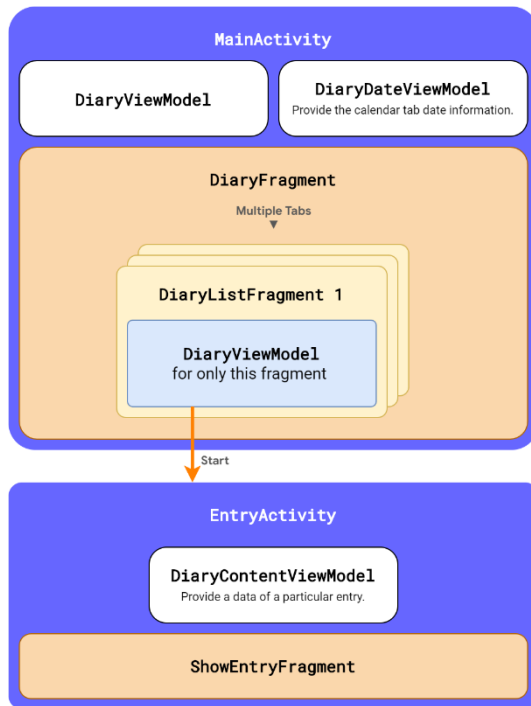 MainActivity
DiaryViewModel
DiaryDateViewModel
Provide the calendar tab date information.
DiaryFragment
Multiple Tabs
DiaryListFragment 1
DiaryViewModel
for only this fragment
Start
EntryActivity
DiaryContentViewModel
Provide a data of a particular entry.
ShowEntryFragment